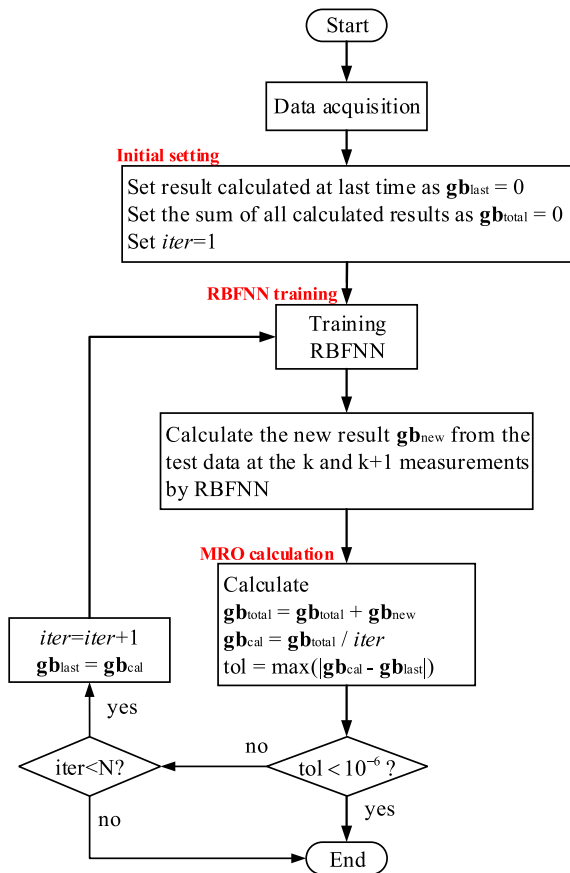 Start
Data acquisition
Initial setting
Set result calculated at last time as gblast = 0
Set the sum of all calculated results as gbtotal = 0
Set iter=1
RBFNN training
Training
RBFNN
Calculate the new result gbnew from the
test data at the k and k+1 measurements
by RBFNN
MRO calculation
Calculate
gbtotal = gbtotal + gbnew
gbcal = gbtotal / iter
tol = max(|gbcal - gblast|)
iter=iter+1
gblast = gbcal
yes
no
iter<N?
tol < 10⁻⁶ ?
no
yes
End